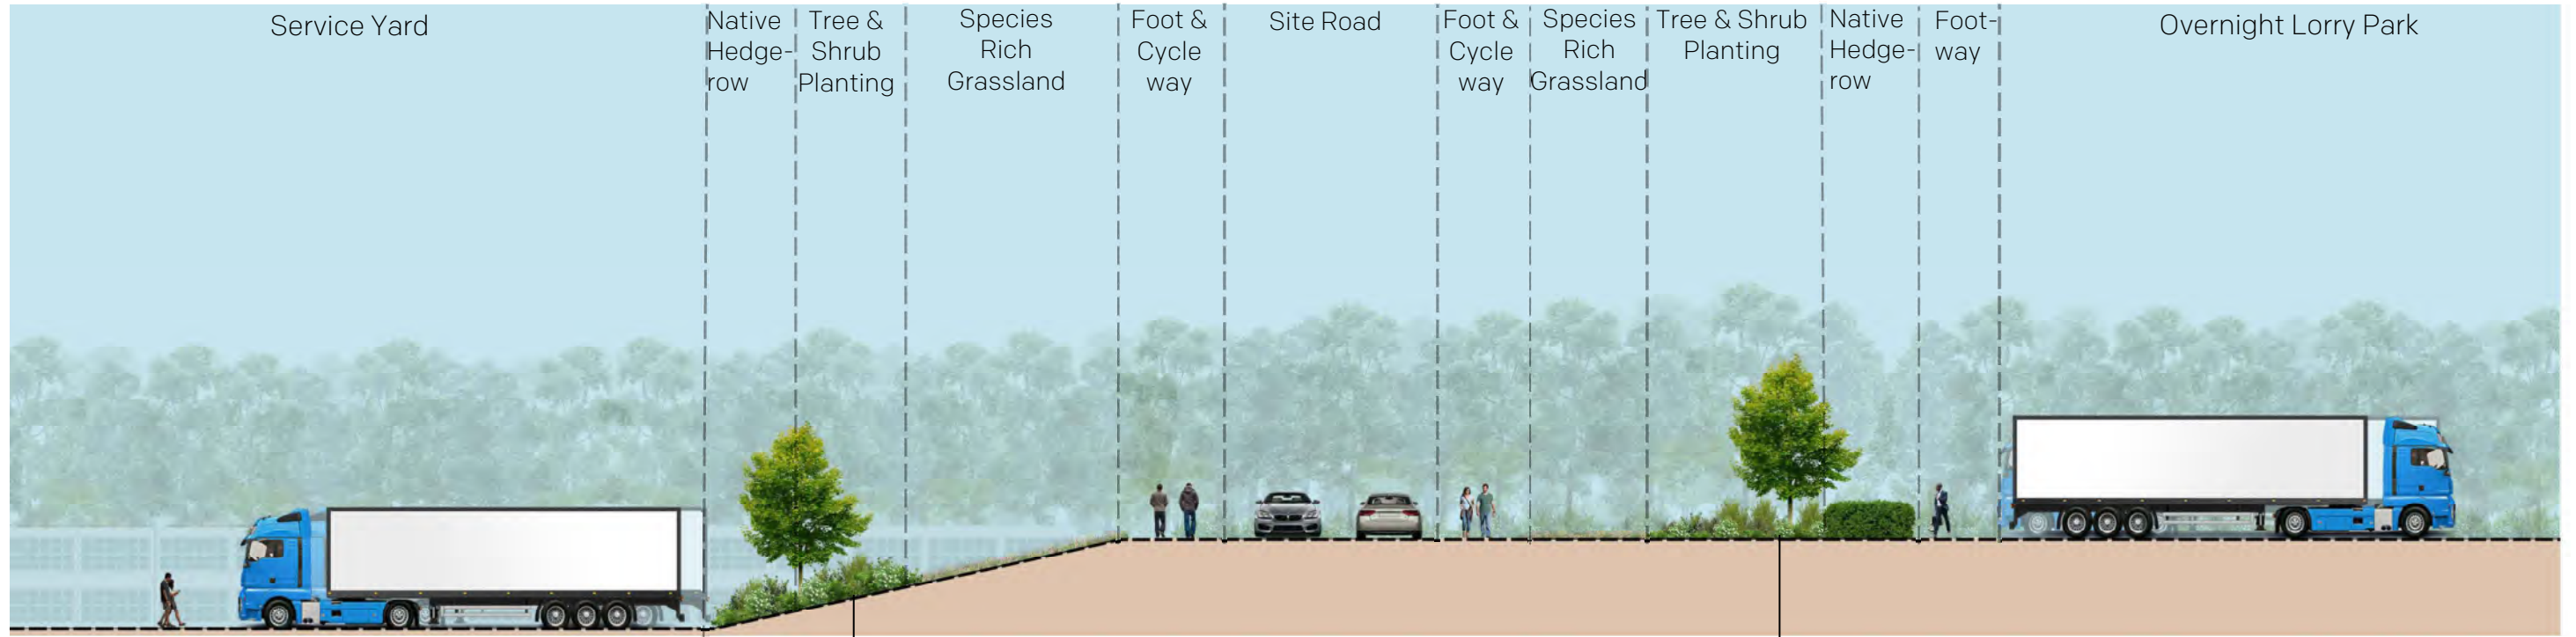 Service Yard
Native
Hedge-
row
Tree &
Shrub
Planting
Species
Rich
Grassland
Foot &
Cycle
way
Site Road
Foot &
Cycle
way
Species
Rich
Grassland
Tree & Shrub
Planting
Native
Hedge-
row
Foot-
way
Overnight Lorry Park